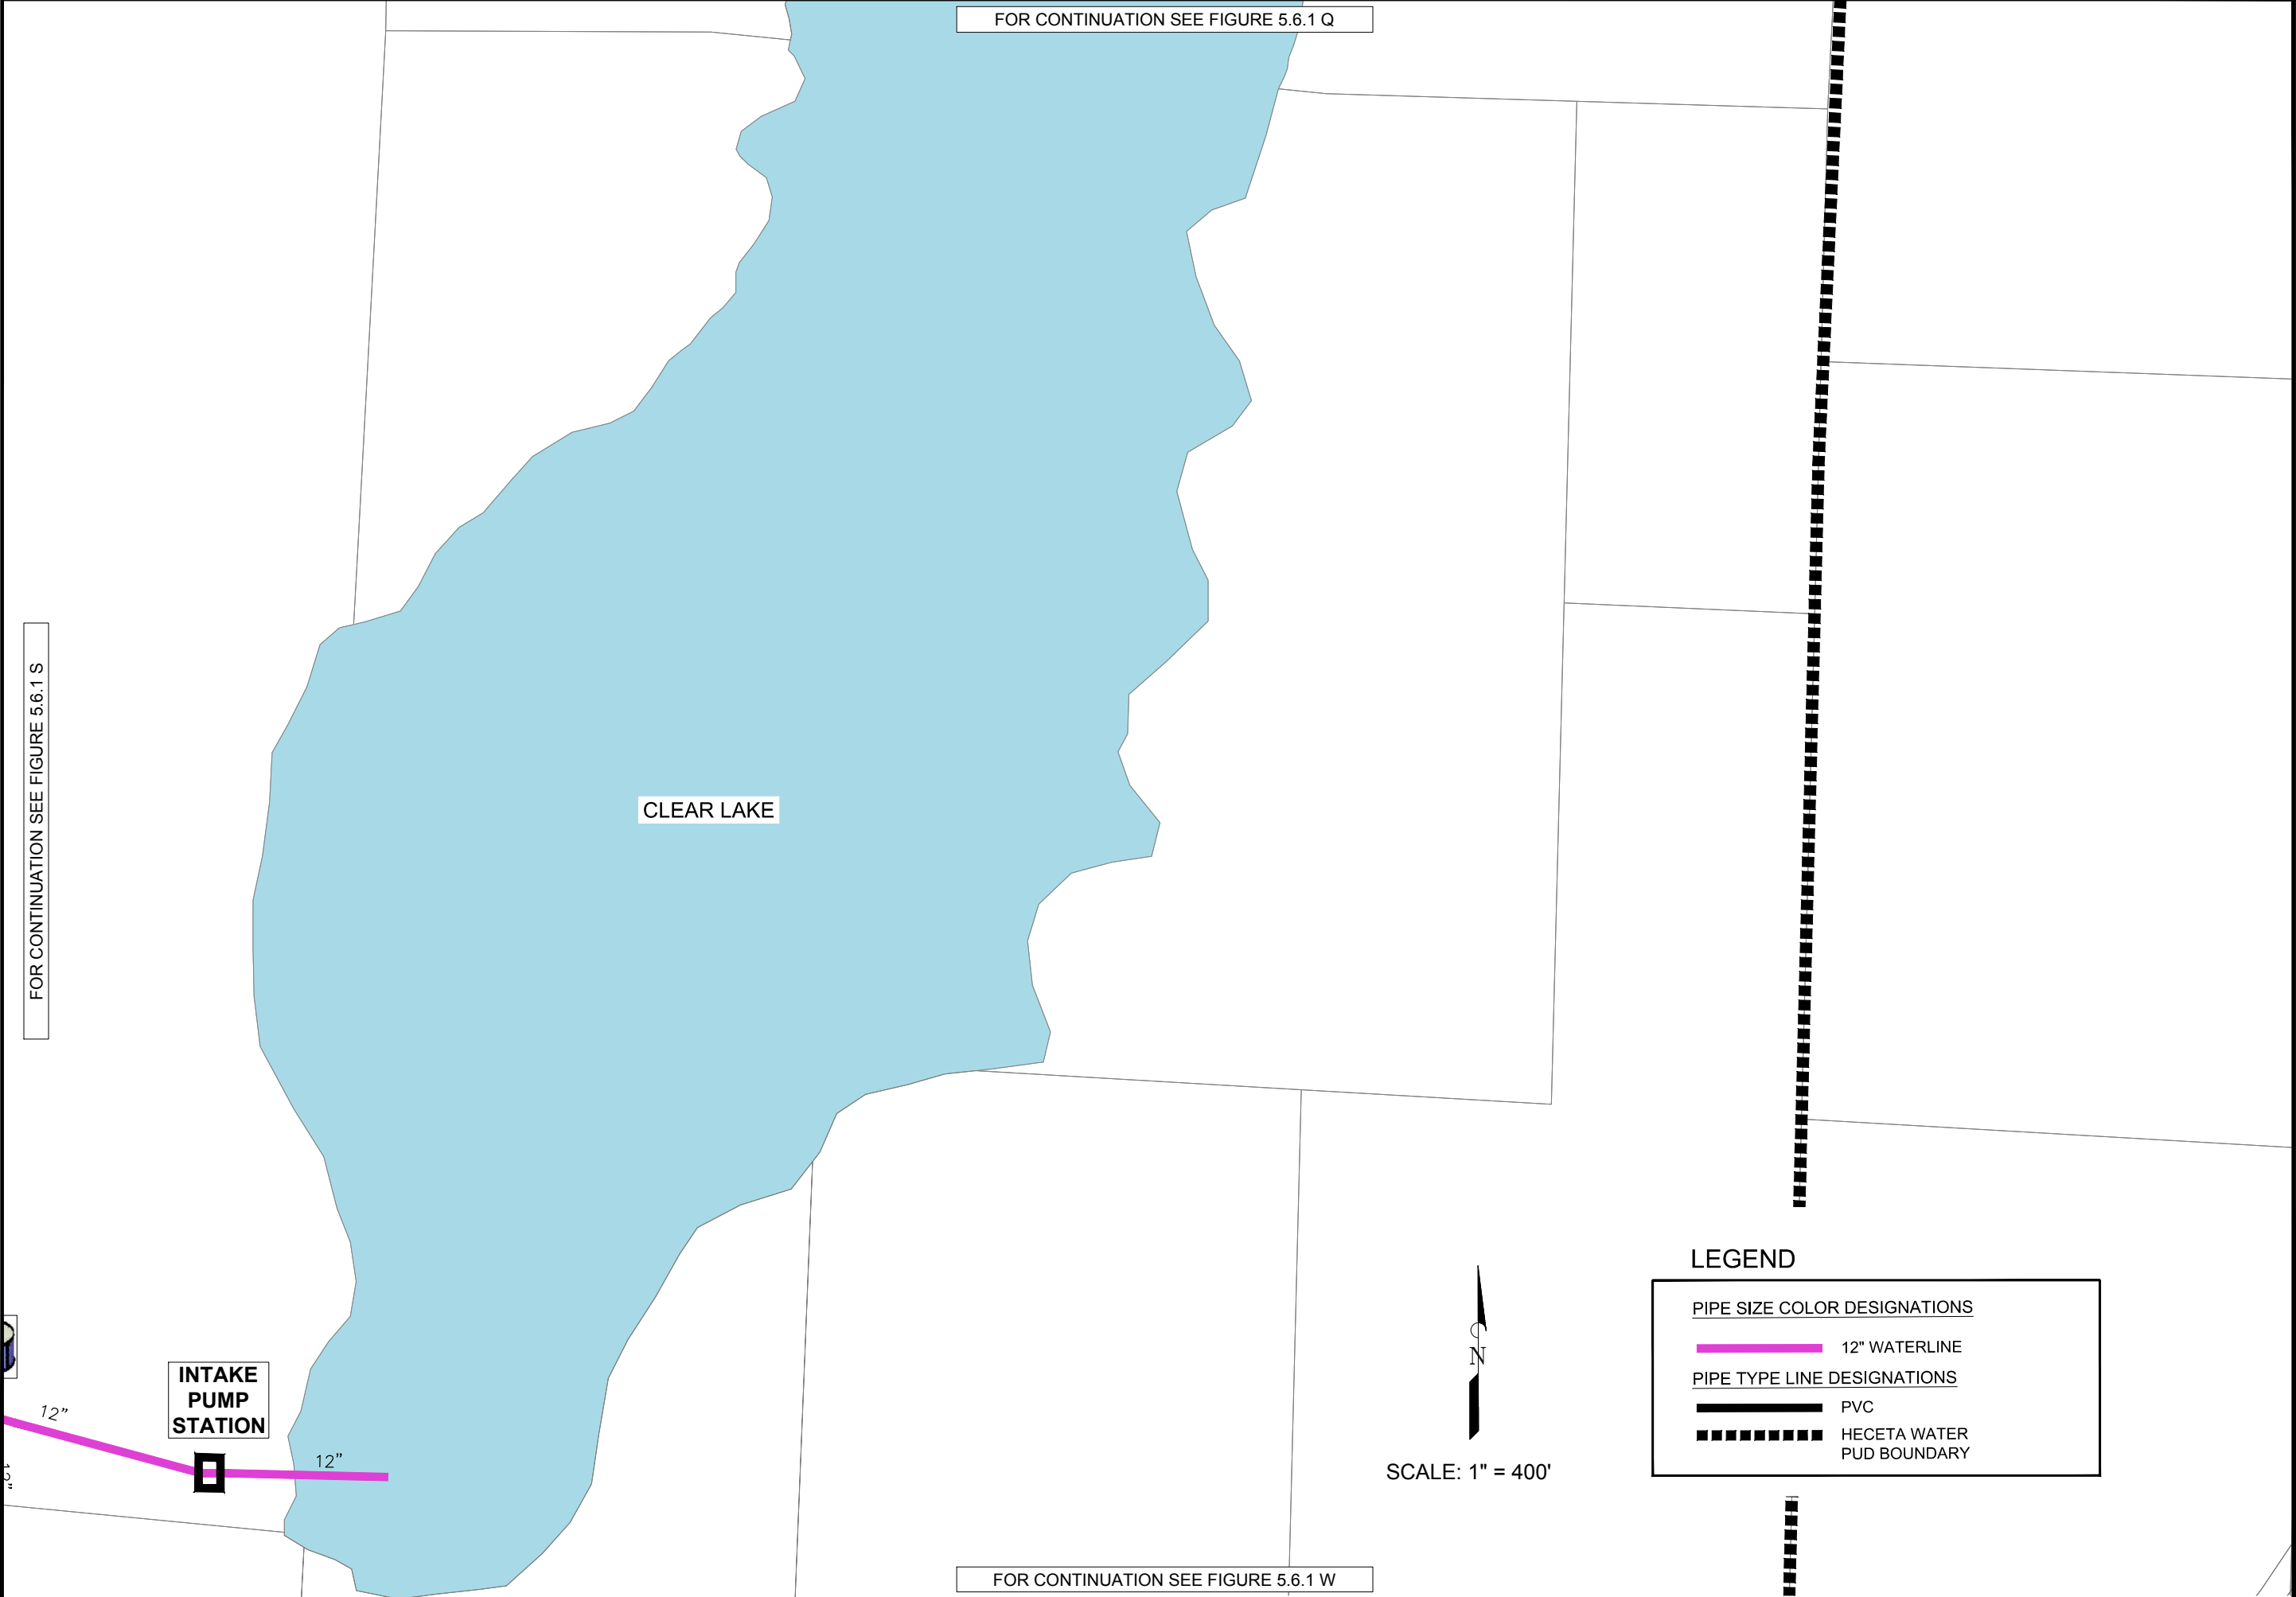 FOR CONTINUATION SEE FIGURE 5.6.1 Q
FOR CONTINUATION SEE FIGURE 5.6.1 S
CLEAR LAKE
INTAKE
PUMP
STATION
12”
12”
12”
N
SCALE: 1" = 400'
LEGEND
PIPE SIZE COLOR DESIGNATIONS
12" WATERLINE
PIPE TYPE LINE DESIGNATIONS
PVC
HECETA WATER
PUD BOUNDARY
FOR CONTINUATION SEE FIGURE 5.6.1 W